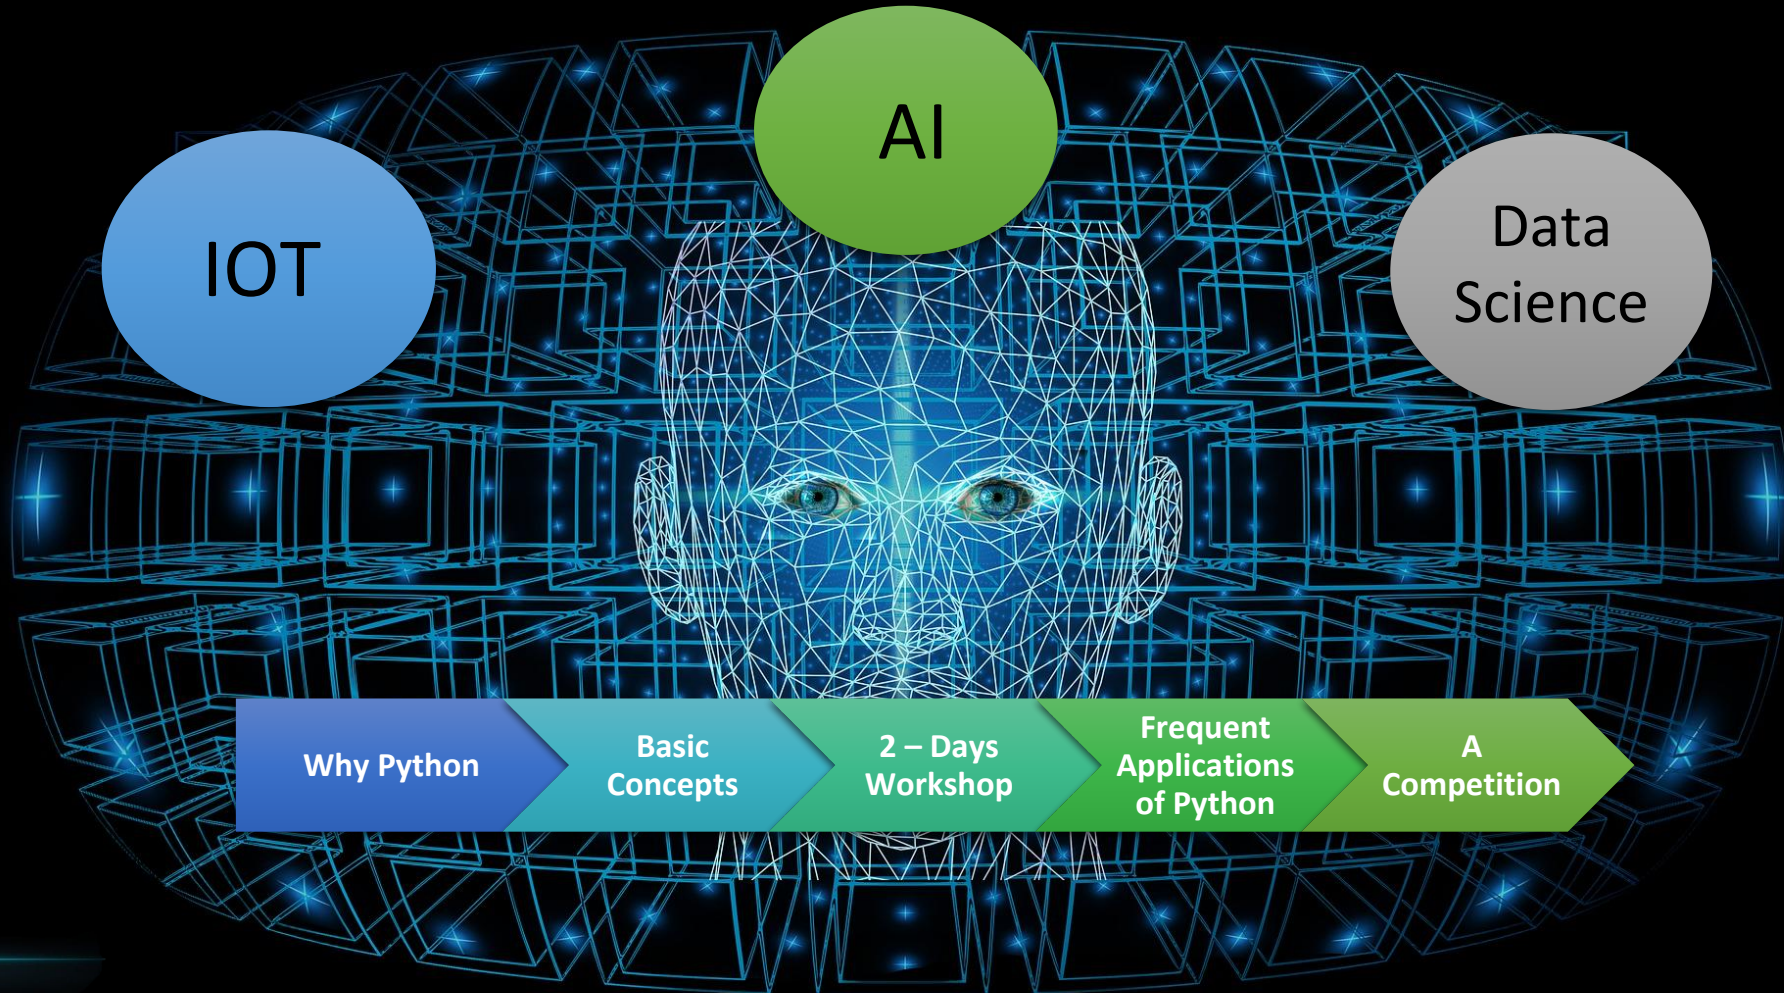 AI
IOT
Data
Science
Why Python
Basic
Concepts
2 – Days
Workshop
Frequent
Applications
of Python
A
Competition